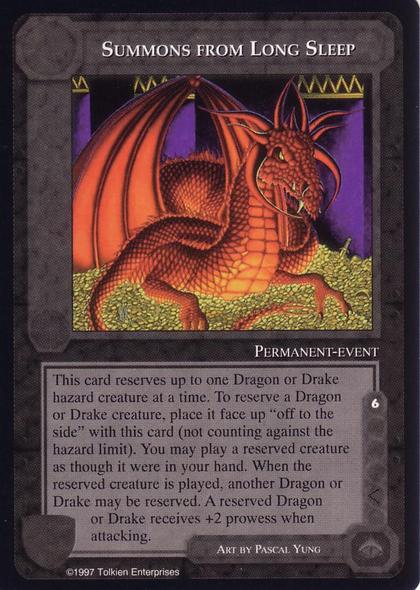 Summons from Long Sleep
Permanent-event
This card reserves up to one Dragon or Drake
hazard creature at a time. To reserve a Dragon
or Drake creature, place it face up “off to the
side” with this card (not counting against the
hazard limit). You may play a reserved creature
as though it were in your hand. When the
reserved creature is played, another Dragon or
Drake may be reserved. A reserved Dragon
or Drake receives +2 prowess when
attacking.
6
Art by Pascal Yung
©1997 Tolkien Enterprises